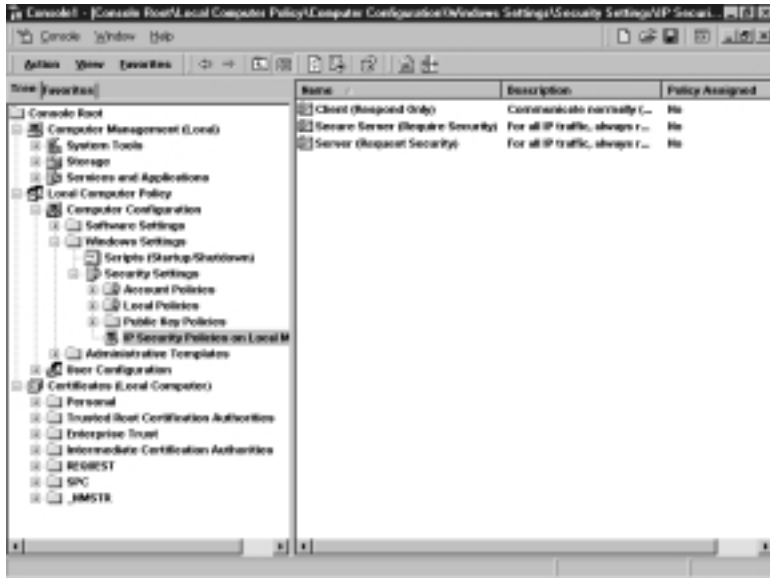 Console1 - [Console Root\Local Computer Policy\Computer Configuration\Windows Settings\Security Settings\IP Securi...
Console Window Help
Action View Favorites
Tree Favorites
Name Description Policy Assigned
Console Root
Computer Management (Local)
System Tools
Storage
Services and Applications
Local Computer Policy
Computer Configuration
Software Settings
Windows Settings
Scripts (Startup/Shutdown)
Security Settings
Account Policies
Local Policies
Public Key Policies
IP Security Policies on Local M
Administrative Templates
User Configuration
Certificates (Local Computer)
Personal
Trusted Root Certification Authorities
Enterprise Trust
Intermediate Certification Authorities
REQUEST
SPC
_NMSTR
Client (Respond Only) Communicate normally (... No
Secure Server (Require Security) For all IP traffic, always r... No
Server (Request Security) For all IP traffic, always r... No